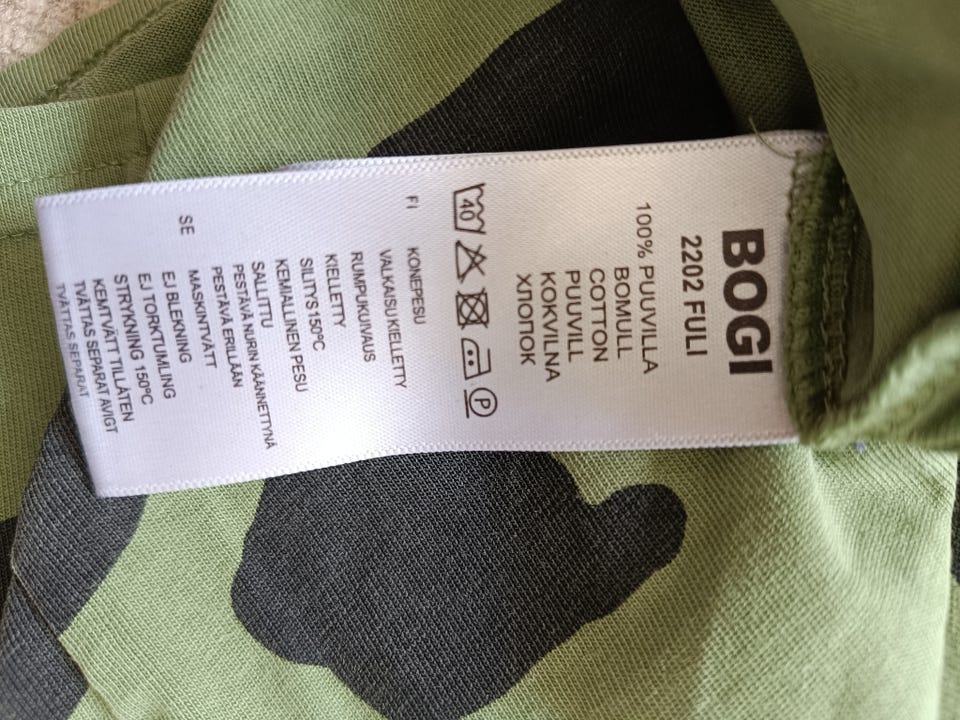 BOGI
2202 FULI
100% PUUVILLA
BOMULL
COTTON
PUUVILL
KOKVILNA
ХЛОПОК
40
P
FI
KONEPESU
VALKAISU KIELLETTY
RUMPUKUIVAUS
KIELLETTY
SILITYS 150°C
KEMIALLINEN PESU
SALLITTU
PESTÄVÄ NURIN KÄÄNNETTYNÄ
PESTÄVÄ ERILLÄÄN
SE
MASKINTVÄTT
EJ BLEKNING
EJ TORKTUMLING
STRYKNING 150°C
KEMTVÄTT TILLÅTEN
TVÄTTAS SEPARAT AVIGT
TVÄTTAS SEPARAT